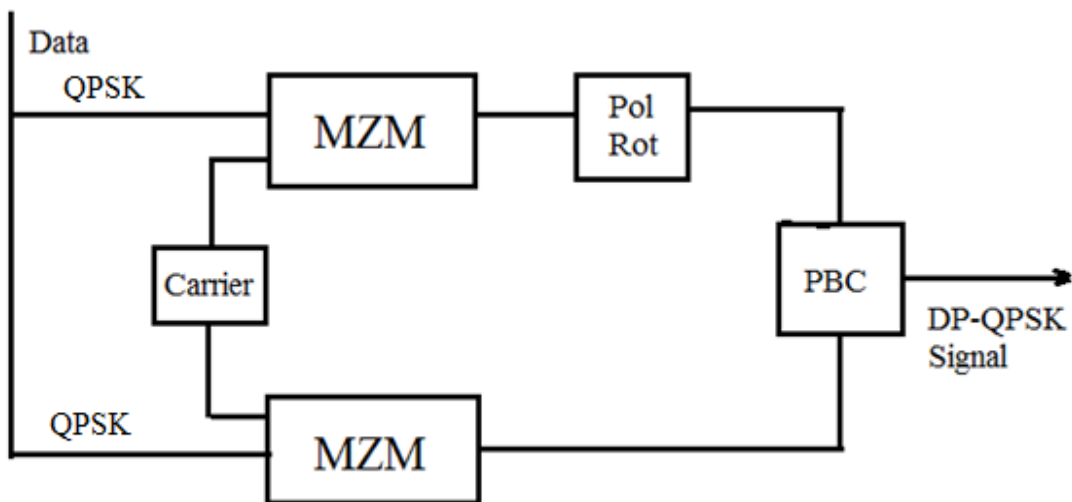 Data
QPSK
MZM
Pol
Rot
Carrier
PBC
DP-QPSK
Signal
QPSK
MZM